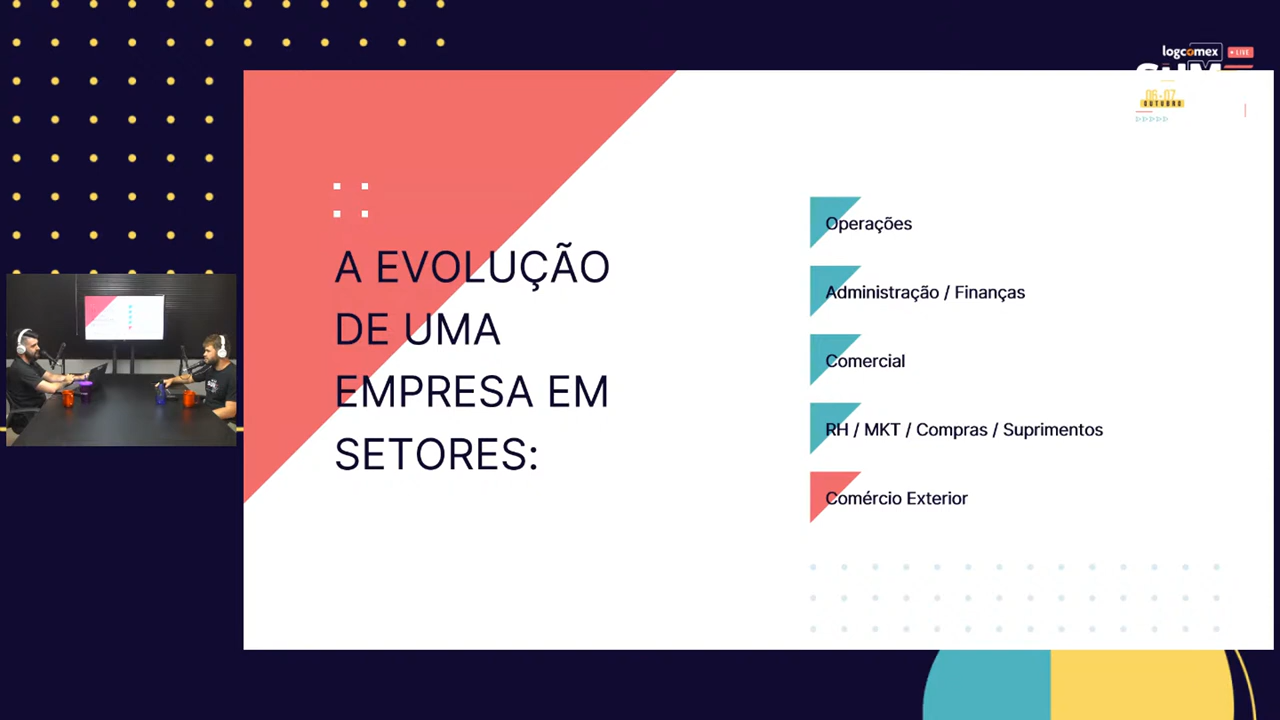 logcomex
LIVE
06-07
OUTUBRO
A EVOLUÇÃO
DE UMA
EMPRESA EM
SETORES:
Operações
Administração / Finanças
Comercial
RH / MKT / Compras / Suprimentos
Comércio Exterior